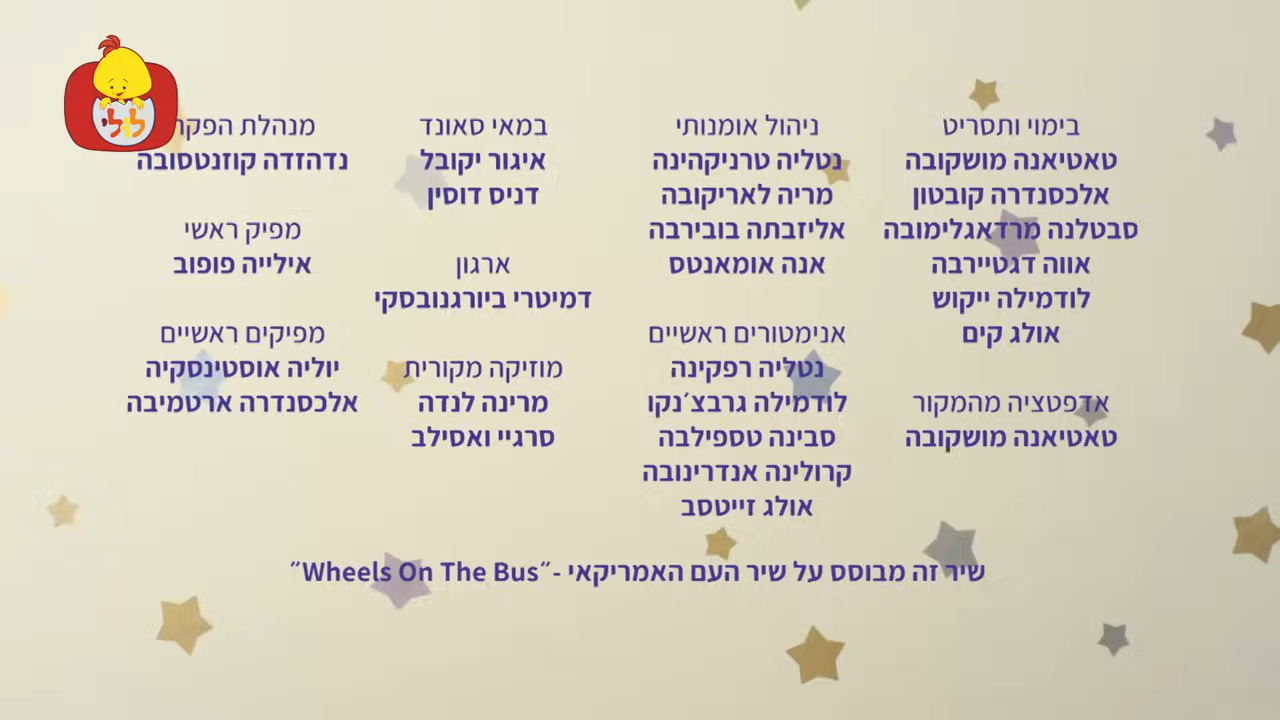 לולי
בימוי ותסריט
טאטיאנה מושקובה
אלכסנדרה קובטון
סבטלנה מרדאגלימובה
אווה דגטיירבה
לודמילה ייקוש
אולג קים
אדפטציה מהמקור
טאטיאנה מושקובה
ניהול אומנותי
נטליה טרניקהינה
מריה לאריקובה
אליזבתה בובירבה
אנה אומאנטס
אנימטורים ראשיים
נטליה רפקינה
לודמילה גרבצ׳נקו
סבינה טספילבה
קרולינה אנדרינובה
אולג זייטסב
במאי סאונד
איגור יקובל
דניס דוסין
ארגון
דמיטרי ביורגנובסקי
מוזיקה מקורית
מרינה לנדה
סרגיי ואסילב
מנהלת הפקה
נדהזדה קוזנטסובה
מפיק ראשי
אילייה פופוב
מפיקים ראשיים
יוליה אוסטינסקיה
אלכסנדרה ארטמיבה
שיר זה מבוסס על שיר העם האמריקאי -״Wheels On The Bus״